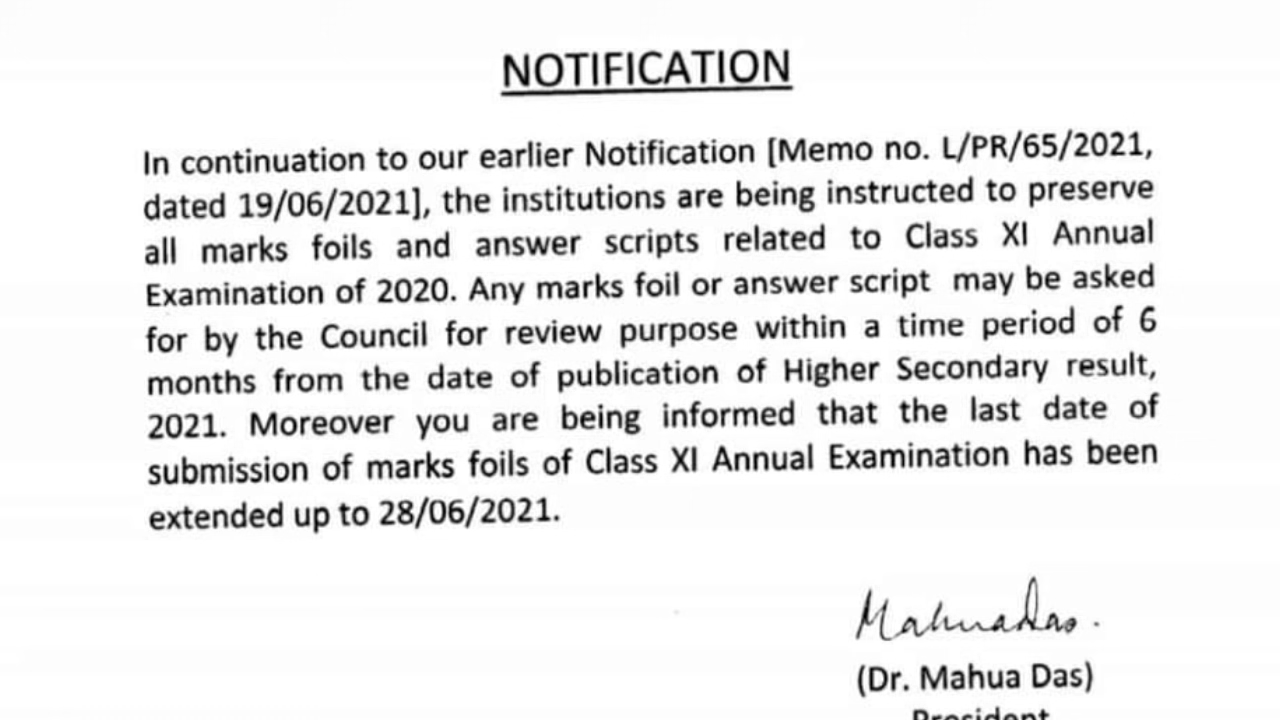 NOTIFICATION
In continuation to our earlier Notification [Memo no. L/PR/65/2021,
dated 19/06/2021], the institutions are being instructed to preserve
all marks foils and answer scripts related to Class XI Annual
Examination of 2020. Any marks foil or answer script may be asked
for by the Council for review purpose within a time period of 6
months from the date of publication of Higher Secondary result,
2021. Moreover you are being informed that the last date of
submission of marks foils of Class XI Annual Examination has been
extended up to 28/06/2021.
Mahua Das.
(Dr. Mahua Das)
President